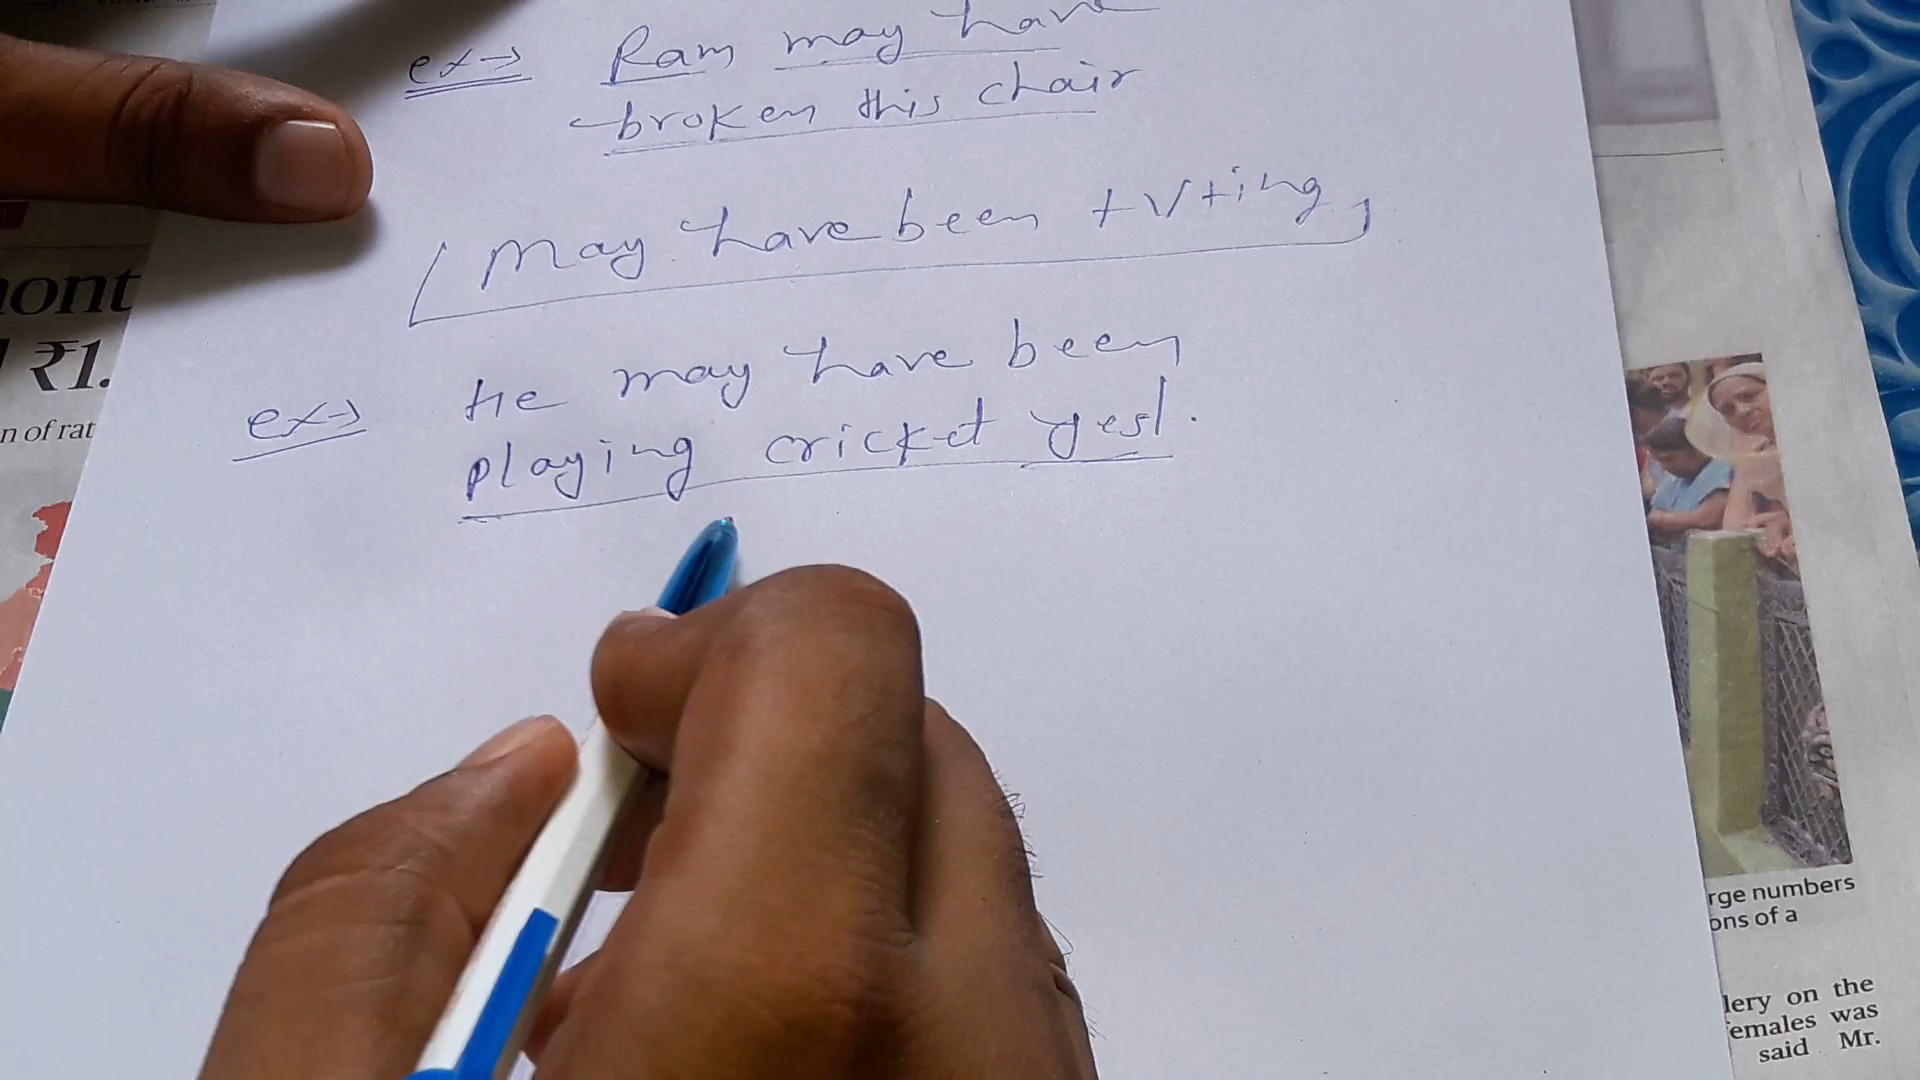 ex→ Ram may have
broken this chair
May have been +V+ing,
ex→ He may have been
playing cricket yest.
ont
₹1.
n of rat
rge numbers
ons of a
lery on the
emales was
said Mr.